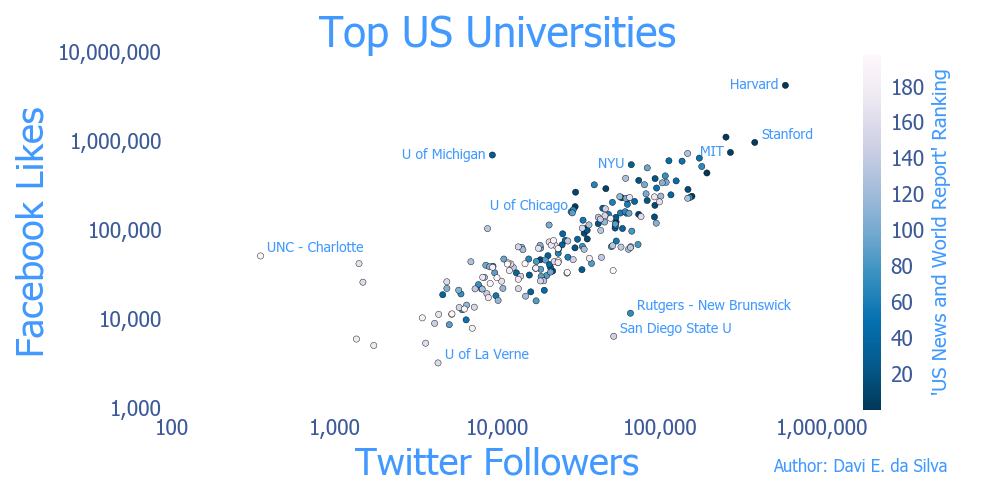 Top US Universities
10,000,000
1,000,000
100,000
10,000
1,000
Facebook Likes
Harvard
Stanford
MIT
U of Michigan
NYU
U of Chicago
UNC - Charlotte
Rutgers - New Brunswick
San Diego State U
U of La Verne
100
1,000
10,000
100,000
1,000,000
Twitter Followers
180
160
140
120
100
80
60
40
20
'US News and World Report' Ranking
Author: Davi E. da Silva